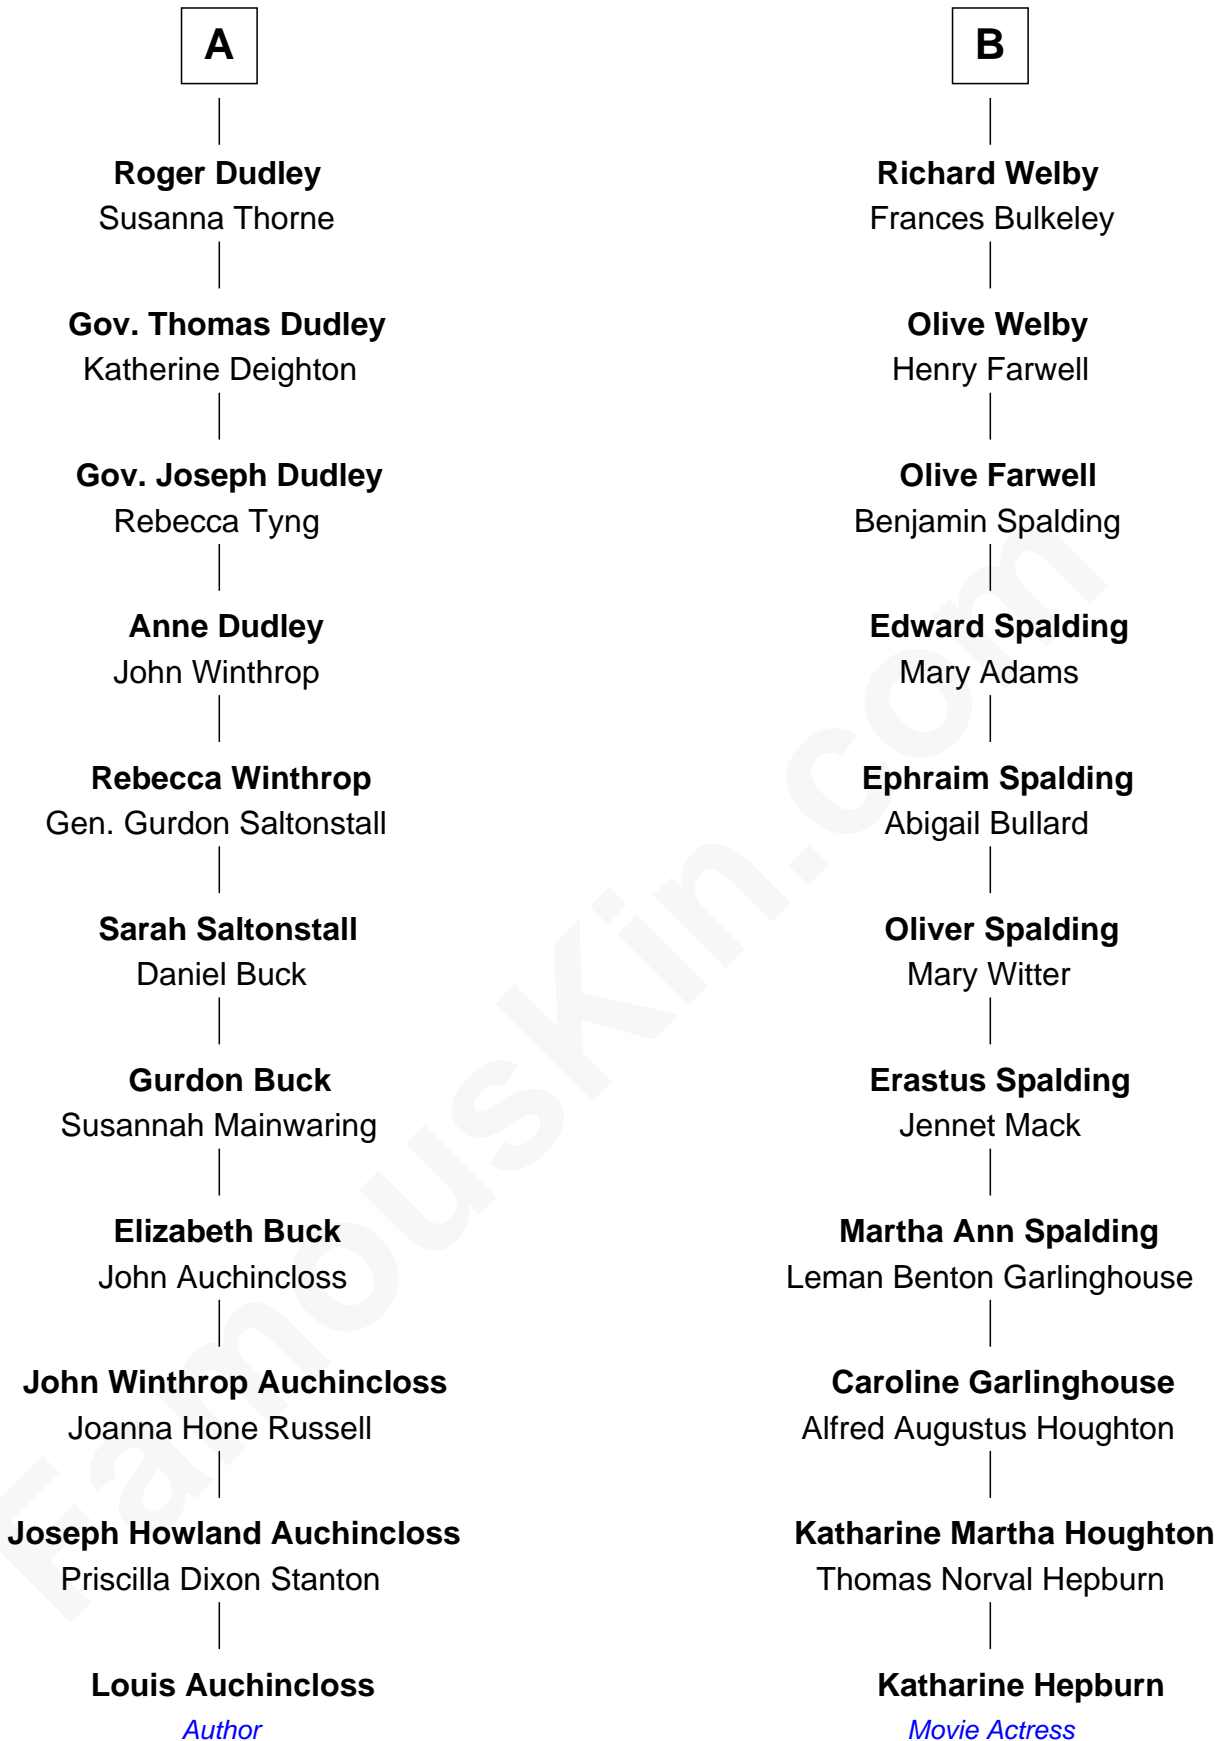 A
Roger Dudley
Susanna Thorne
Gov. Thomas Dudley
Katherine Deighton
Gov. Joseph Dudley
Rebecca Tyng
Anne Dudley
John Winthrop
Rebecca Winthrop
Gen. Gurdon Saltonstall
Sarah Saltonstall
Daniel Buck
Gurdon Buck
Susannah Mainwaring
Elizabeth Buck
John Auchincloss
John Winthrop Auchincloss
Joanna Hone Russell
Joseph Howland Auchincloss
Priscilla Dixon Stanton
Louis Auchincloss
Author
B
Richard Welby
Frances Bulkeley
Olive Welby
Henry Farwell
Olive Farwell
Benjamin Spalding
Edward Spalding
Mary Adams
Ephraim Spalding
Abigail Bullard
Oliver Spalding
Mary Witter
Erastus Spalding
Jennet Mack
Martha Ann Spalding
Leman Benton Garlinghouse
Caroline Garlinghouse
Alfred Augustus Houghton
Katharine Martha Houghton
Thomas Norval Hepburn
Katharine Hepburn
Movie Actress
FamousKin.com